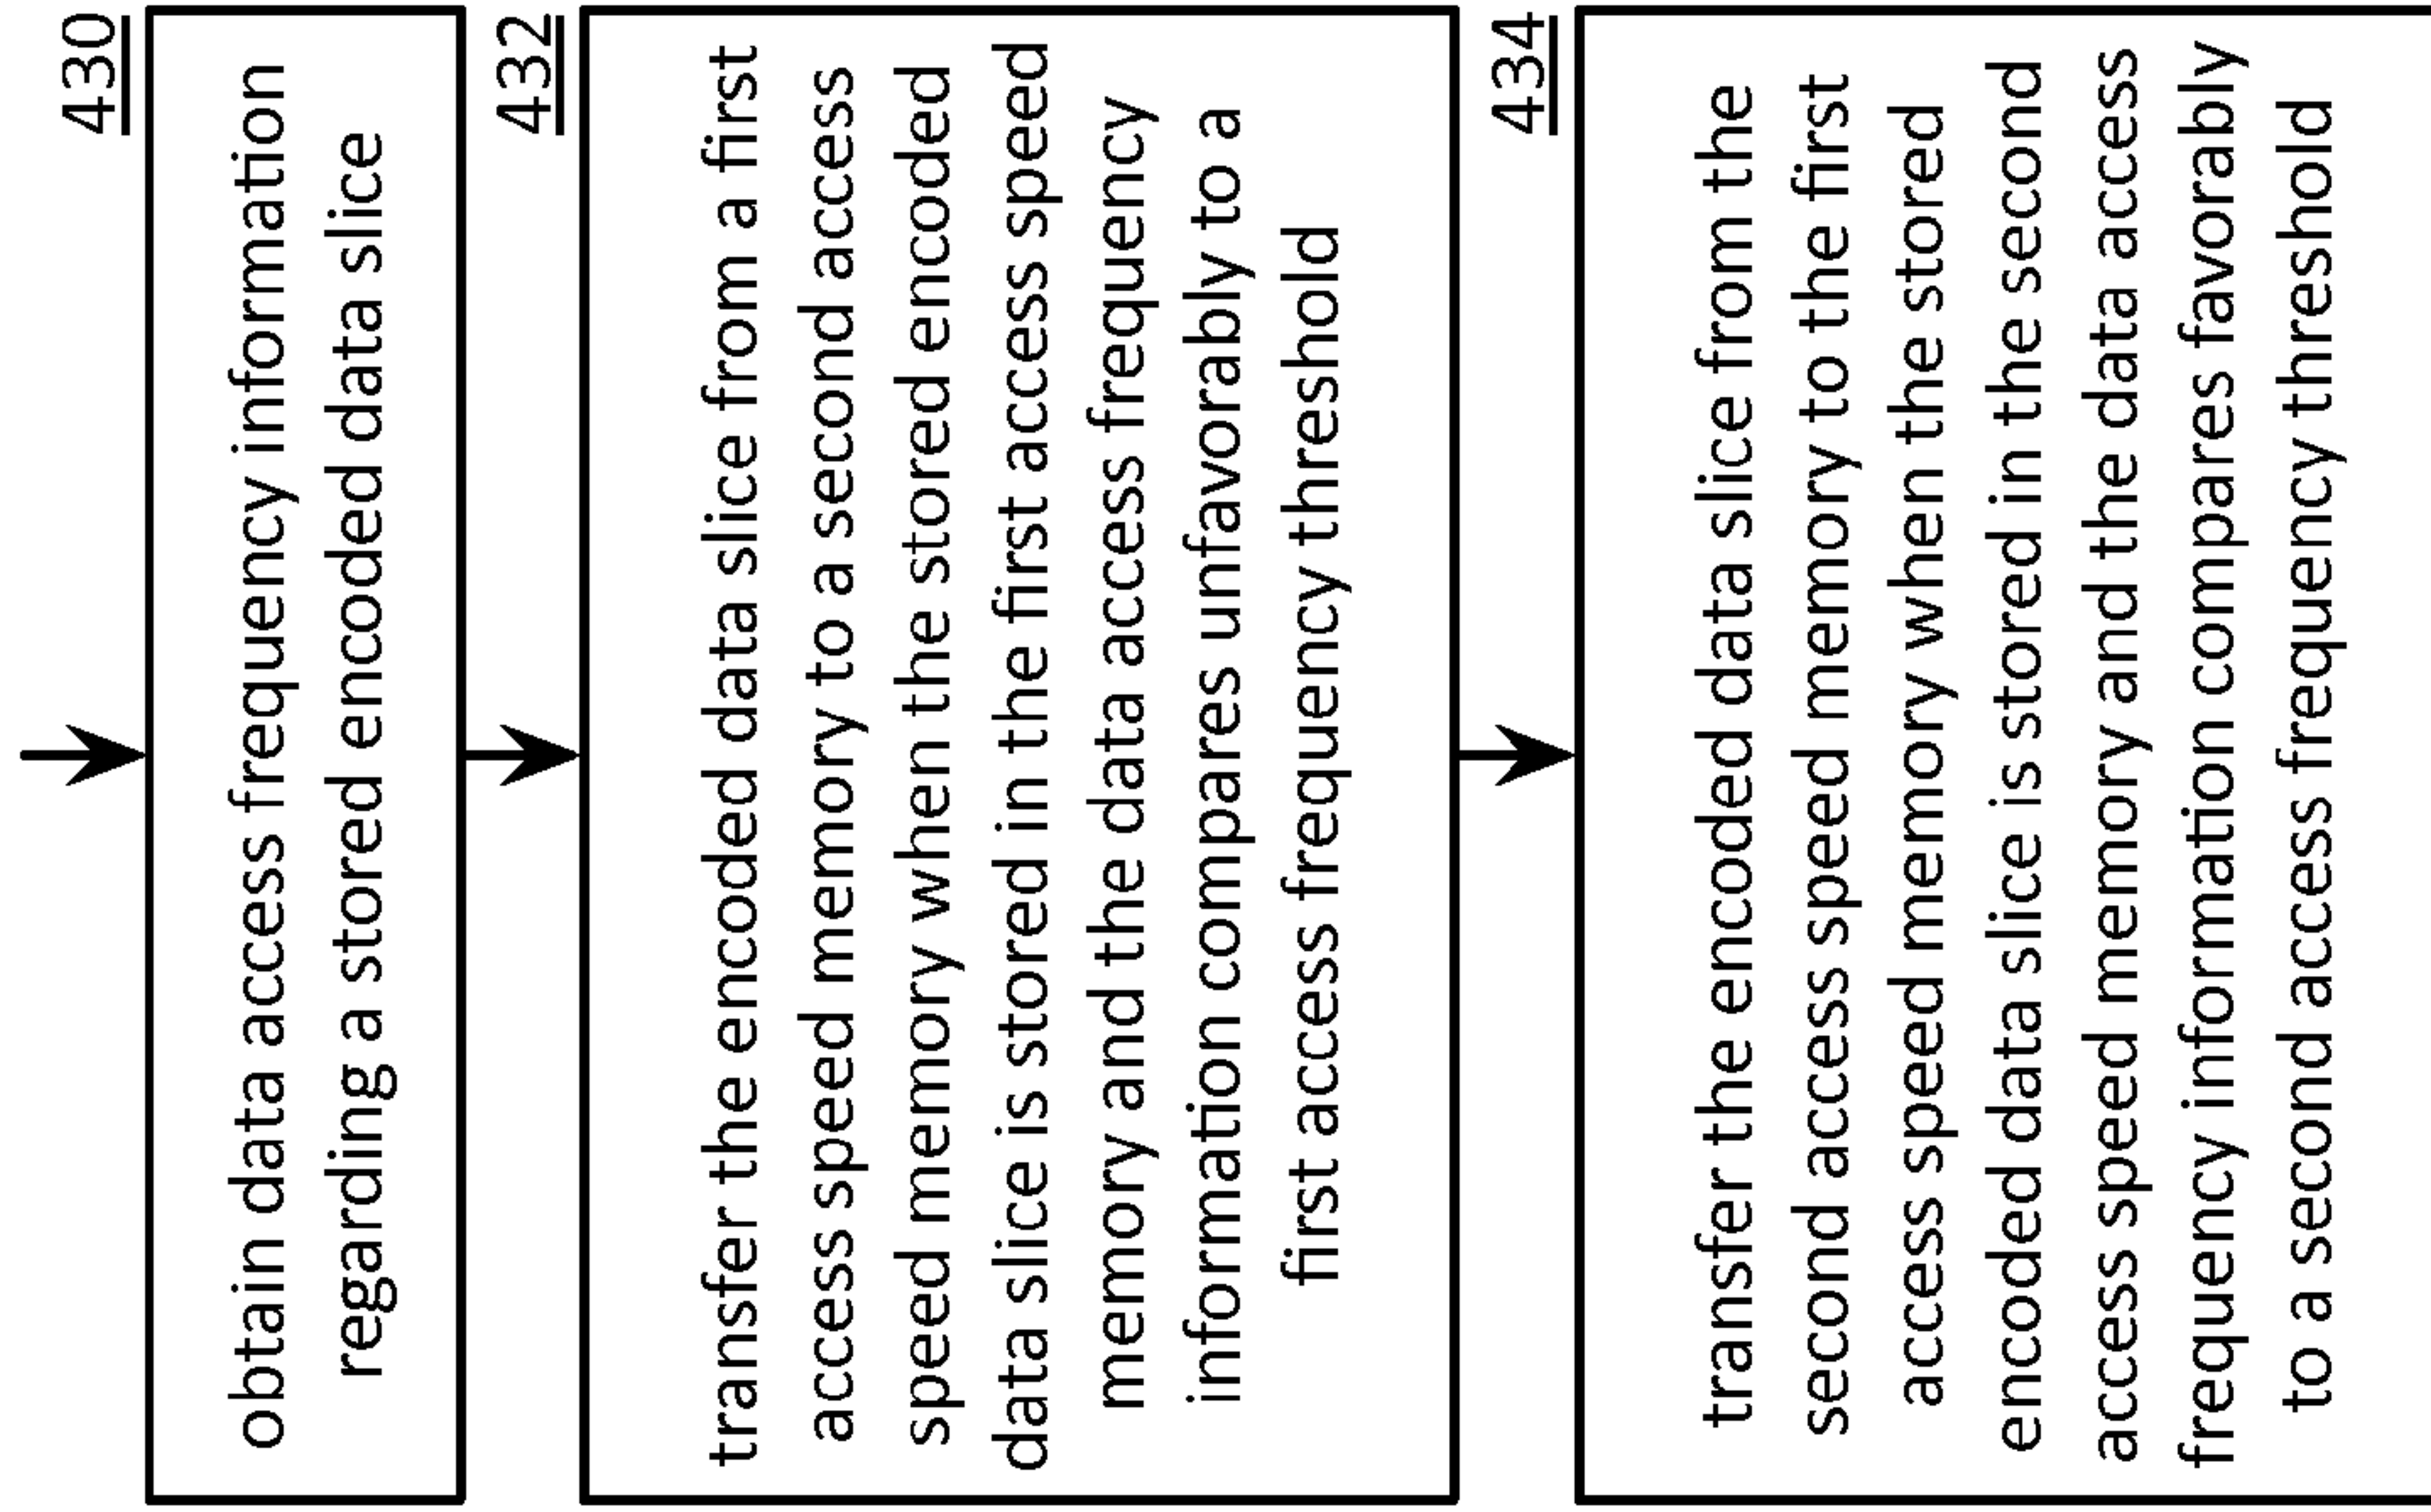 430
obtain data access frequency information
regarding a stored encoded data slice
432
transfer the encoded data slice from a first
access speed memory to a second access
speed memory when the stored encoded
data slice is stored in the first access speed
memory and the data access frequency
information compares unfavorably to a
first access frequency threshold
434
transfer the encoded data slice from the
second access speed memory to the first
access speed memory when the stored
encoded data slice is stored in the second
access speed memory and the data access
frequency information compares favorably
to a second access frequency threshold